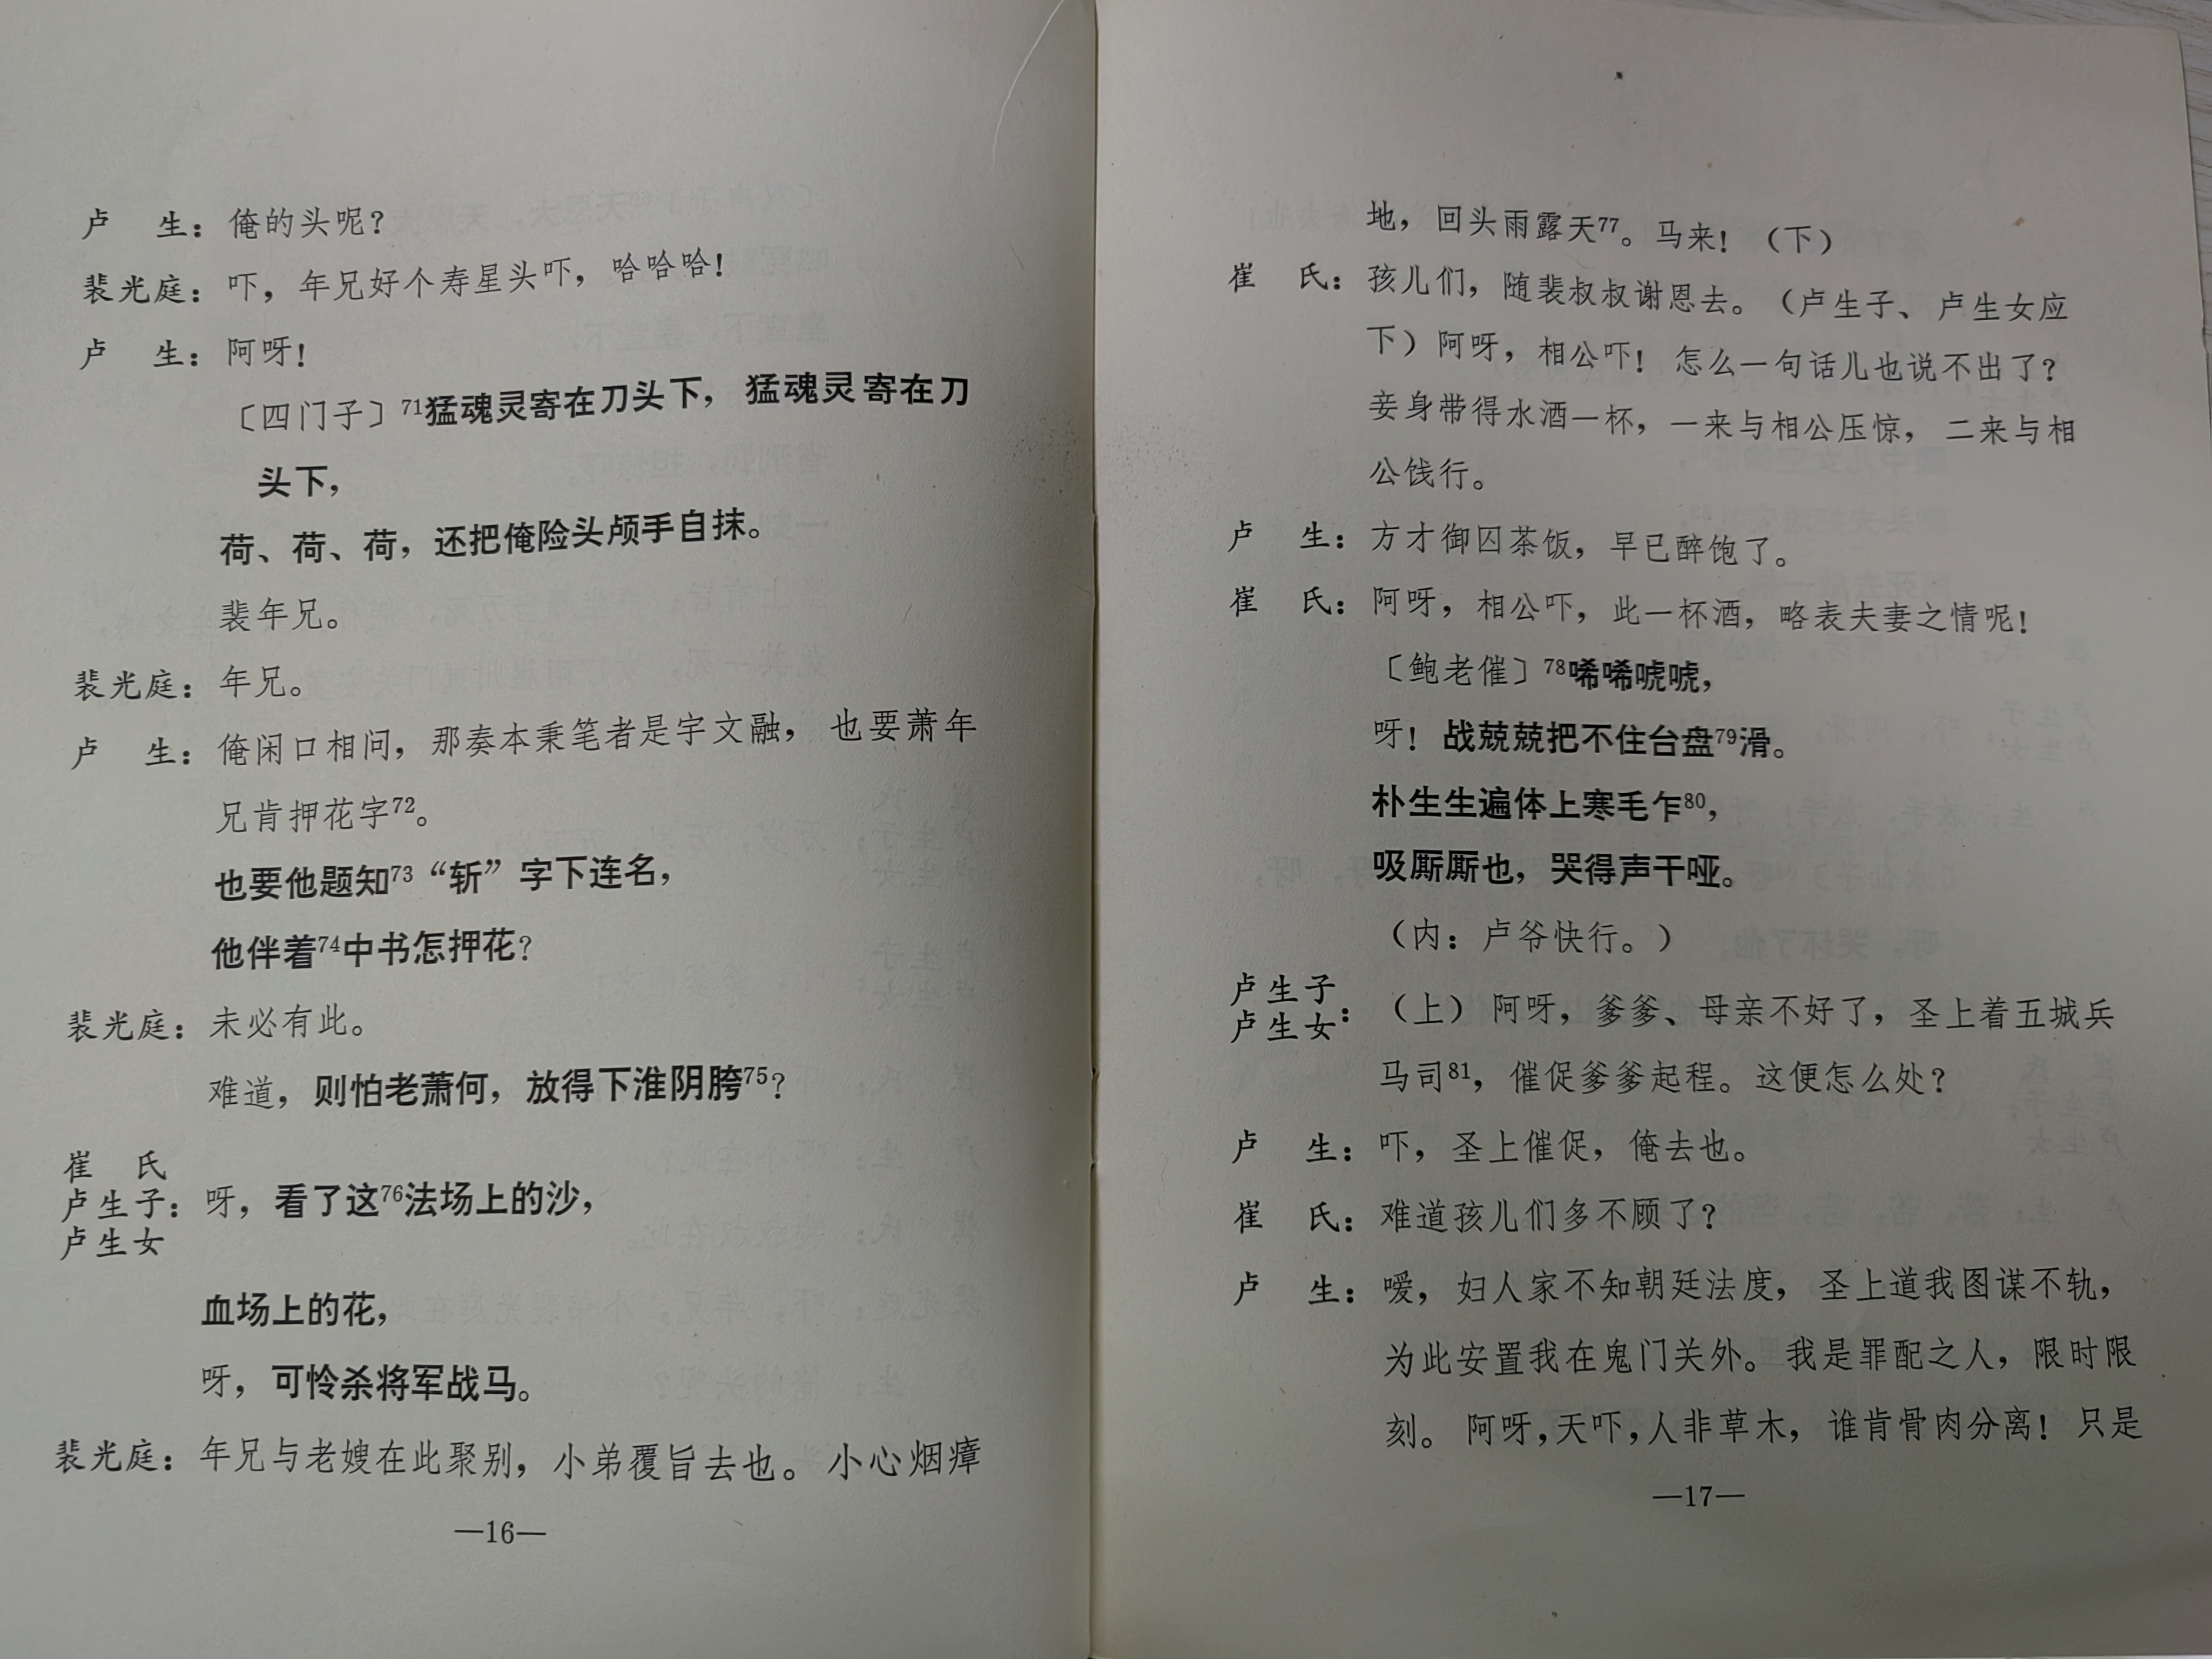 卢　生：俺的头呢？
裴光庭：吓，年兄好个寿星头吓，哈哈哈！
卢　生：阿呀！
〔四门子〕71猛魂灵寄在刀头下，猛魂灵寄在刀
头下，
荷、荷、荷，还把俺险头颅手自抹。
裴年兄。
裴光庭：年兄。
卢　生：俺闲口相问，那奏本秉笔者是宇文融，也要萧年
兄肯押花字72。
也要他题知73“斩”字下连名，
他伴着74中书怎押花？
裴光庭：未必有此。
难道，则怕老萧何，放得下淮阴胯75？
崔　氏
卢生子：呀，看了这76法场上的沙，
卢生女
血场上的花，
呀，可怜杀将军战马。
裴光庭：年兄与老嫂在此聚别，小弟覆旨去也。小心烟瘴
—16—
地，回头雨露天77。马来！（下）
崔　氏：孩儿们，随裴叔叔谢恩去。（卢生子、卢生女应
下）阿呀，相公吓！怎么一句话儿也说不出了？
妾身带得水酒一杯，一来与相公压惊，二来与相
公饯行。
卢　生：方才御囚茶饭，早已醉饱了。
崔　氏：阿呀，相公吓，此一杯酒，略表夫妻之情呢！
〔鲍老催〕78唏唏唬唬，
呀！战兢兢把不住台盘79滑。
朴生生遍体上寒毛乍80，
吸厮厮也，哭得声干哑。
（内：卢爷快行。）
卢生子
卢生女：（上）阿呀，爹爹、母亲不好了，圣上着五城兵
马司81，催促爹爹起程。这便怎么处？
卢　生：吓，圣上催促，俺去也。
崔　氏：难道孩儿们多不顾了？
卢　生：嗳，妇人家不知朝廷法度，圣上道我图谋不轨，
为此安置我在鬼门关外。我是罪配之人，限时限
刻。阿呀，天吓，人非草木，谁肯骨肉分离！只是
—17—